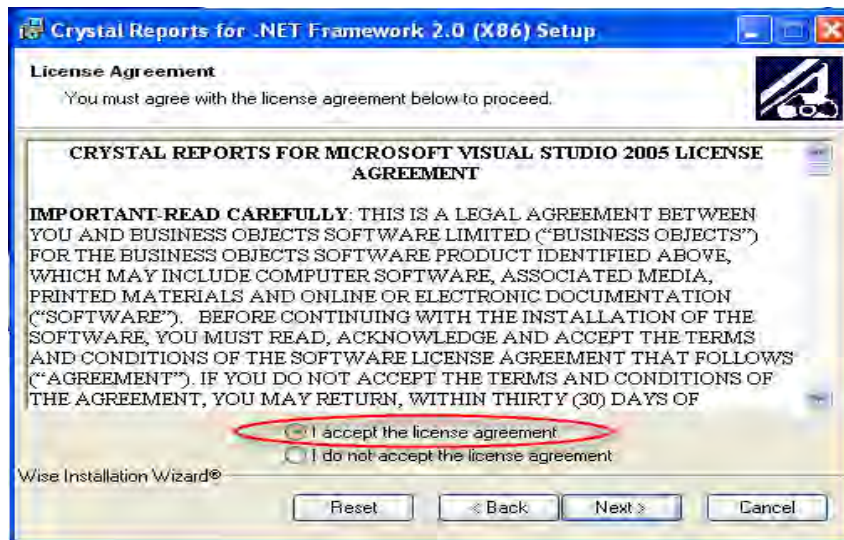 Crystal Reports for .NET Framework 2.0 (X86) Setup
License Agreement
You must agree with the license agreement below to proceed.
CRYSTAL REPORTS FOR MICROSOFT VISUAL STUDIO 2005 LICENSE
AGREEMENT
IMPORTANT-READ CAREFULLY: THIS IS A LEGAL AGREEMENT BETWEEN
YOU AND BUSINESS OBJECTS SOFTWARE LIMITED (“BUSINESS OBJECTS”)
FOR THE BUSINESS OBJECTS SOFTWARE PRODUCT IDENTIFIED ABOVE,
WHICH MAY INCLUDE COMPUTER SOFTWARE, ASSOCIATED MEDIA,
PRINTED MATERIALS AND ONLINE OR ELECTRONIC DOCUMENTATION
(“SOFTWARE”). BEFORE CONTINUING WITH THE INSTALLATION OF THE
SOFTWARE, YOU MUST READ, ACKNOWLEDGE AND ACCEPT THE TERMS
AND CONDITIONS OF THE SOFTWARE LICENSE AGREEMENT THAT FOLLOWS
(“AGREEMENT”). IF YOU DO NOT ACCEPT THE TERMS AND CONDITIONS OF
THE AGREEMENT, YOU MAY RETURN, WITHIN THIRTY (30) DAYS OF
I accept the license agreement
I do not accept the license agreement
Wise Installation Wizard®
Reset < Back Next > Cancel